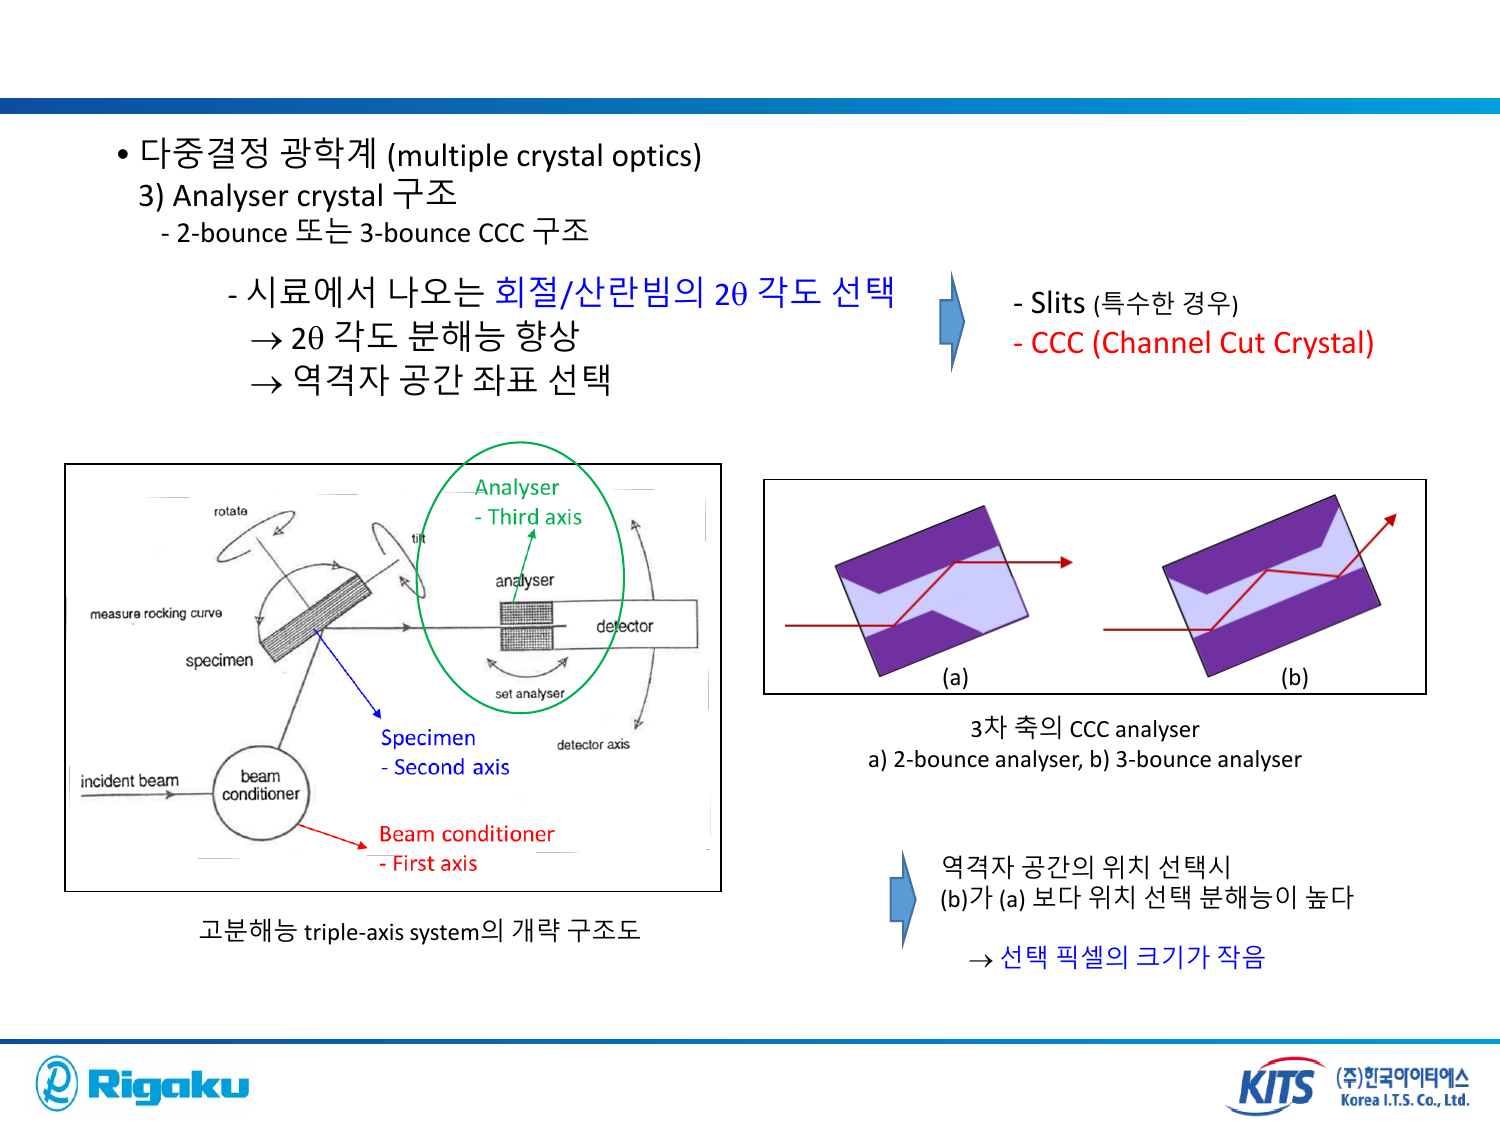 • 다중결정 광학계 (multiple crystal optics)
3) Analyser crystal 구조
- 2-bounce 또는 3-bounce CCC 구조
- 시료에서 나오는 회절/산란빔의 2θ 각도 선택
→ 2θ 각도 분해능 향상
→ 역격자 공간 좌표 선택
- Slits (특수한 경우)
- CCC (Channel Cut Crystal)
Analyser
- Third axis
rotate
tilt
analyser
measure rocking curve
detector
specimen
set analyser
Specimen
- Second axis
detector axis
incident beam
beam
conditioner
Beam conditioner
- First axis
고분해능 triple-axis system의 개략 구조도
(a)
(b)
3차 축의 CCC analyser
a) 2-bounce analyser, b) 3-bounce analyser
역격자 공간의 위치 선택시
(b)가 (a) 보다 위치 선택 분해능이 높다
→ 선택 픽셀의 크기가 작음
Rigaku
KITS
(주)한국아이티에스
Korea I.T.S. Co., Ltd.